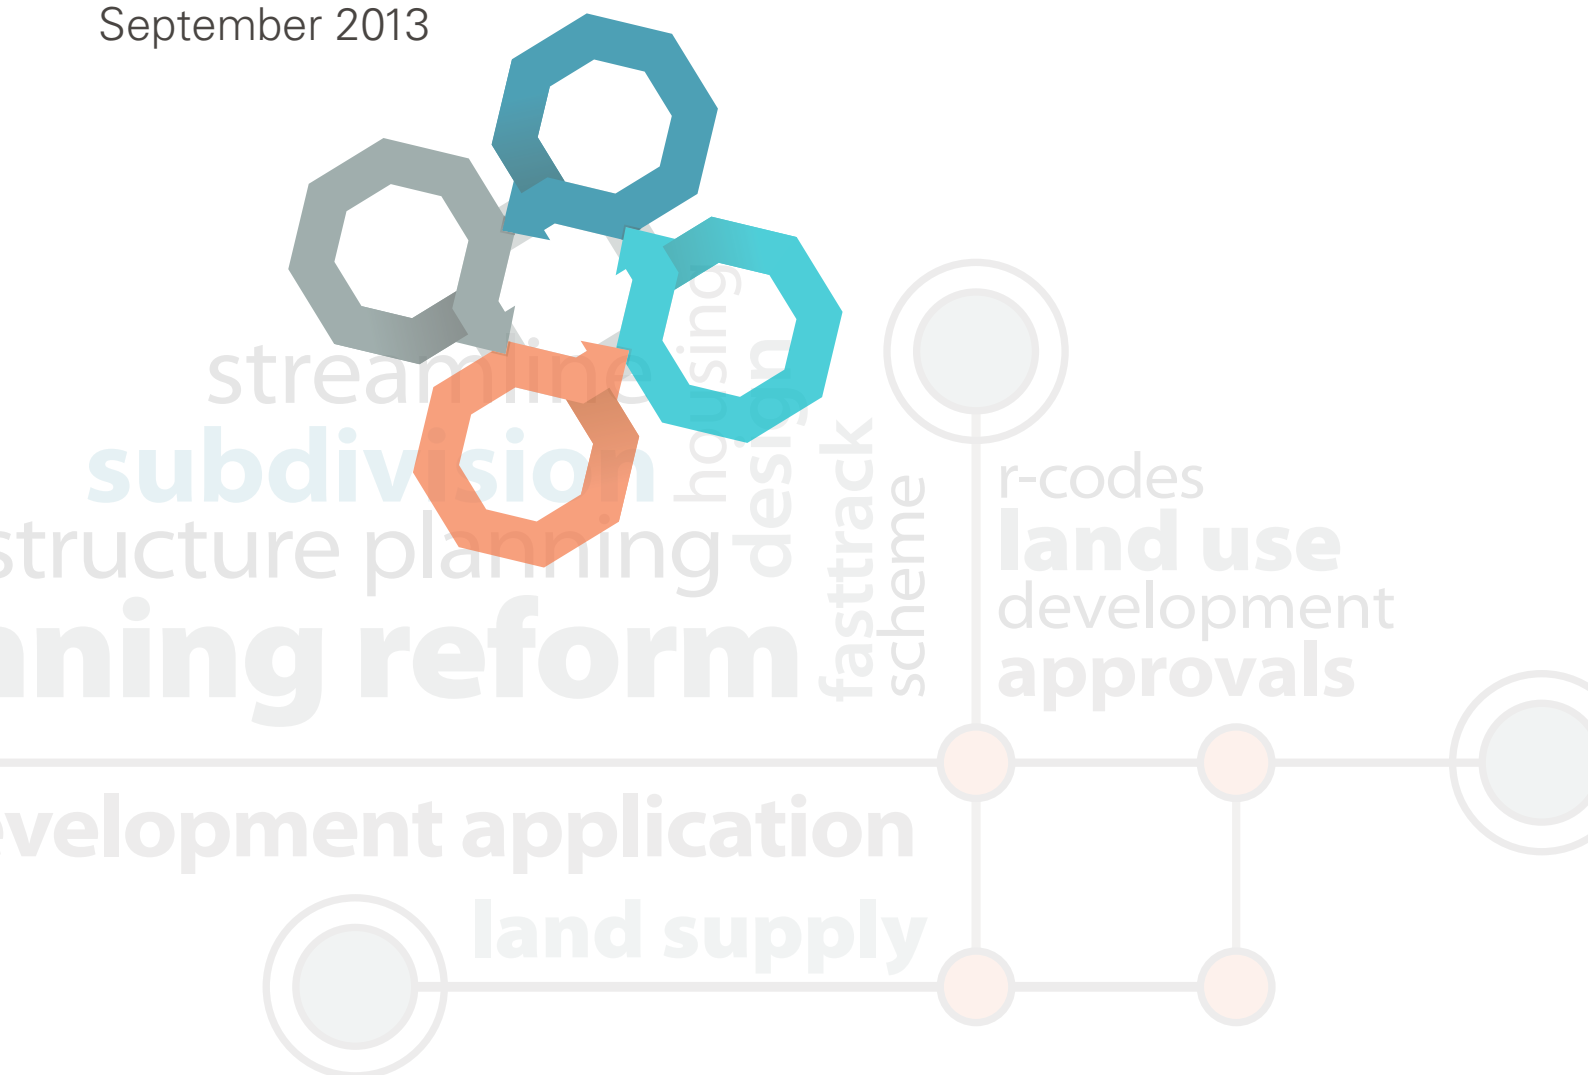 September 2013
streamline
housing
design
subdivision
fasttrack
scheme
r-codes
structure planning
land use
development
nning reform
approvals
evelopment application
land supply